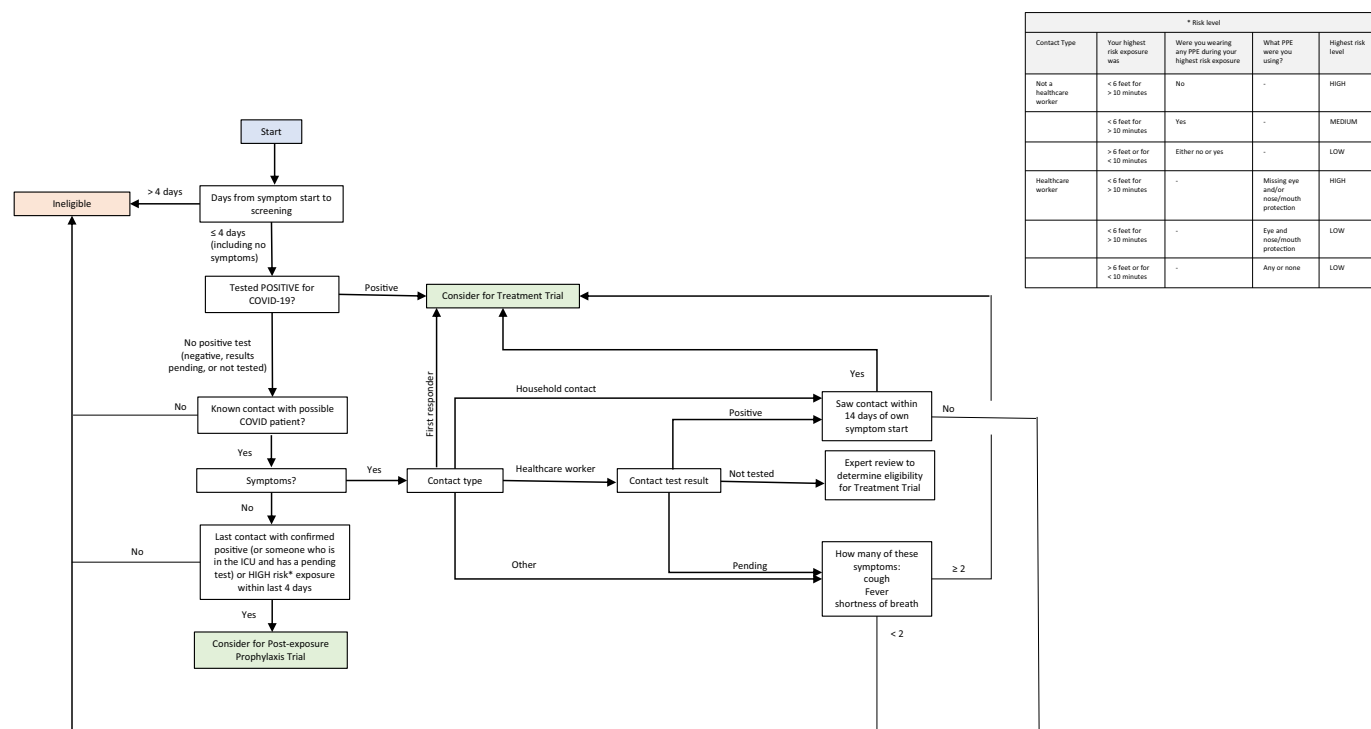 * Risk level
Contact Type
Your highest
risk exposure
was
Were you wearing
any PPE during your
highest risk exposure
What PPE
were you
using?
Highest risk
level
Not a
healthcare
worker
< 6 feet for
> 10 minutes
No
-
HIGH
< 6 feet for
> 10 minutes
Yes
-
MEDIUM
> 6 feet or for
< 10 minutes
Either no or yes
-
LOW
Healthcare
worker
< 6 feet for
> 10 minutes
-
Missing eye
and/or
nose/mouth
protection
HIGH
< 6 feet for
> 10 minutes
-
Eye and
nose/mouth
protection
LOW
> 6 feet or for
< 10 minutes
-
Any or none
LOW
Start
> 4 days
Ineligible
Days from symptom start to
screening
≤ 4 days
(including no
symptoms)
Tested POSITIVE for
COVID-19?
Positive
Consider for Treatment Trial
No positive test
(negative, results
pending, or not tested)
First responder
Yes
Household contact
No
Known contact with possible
COVID patient?
Positive
Saw contact within
14 days of own
symptom start
No
Yes
Symptoms?
Yes
Contact type
Healthcare worker
Contact test result
Not tested
Expert review to
determine eligibility
for Treatment Trial
No
Last contact with confirmed
positive (or someone who is
in the ICU and has a pending
test) or HIGH risk* exposure
within last 4 days
No
Other
Pending
How many of these
symptoms:
cough
Fever
shortness of breath
≥ 2
< 2
Yes
Consider for Post-exposure
Prophylaxis Trial